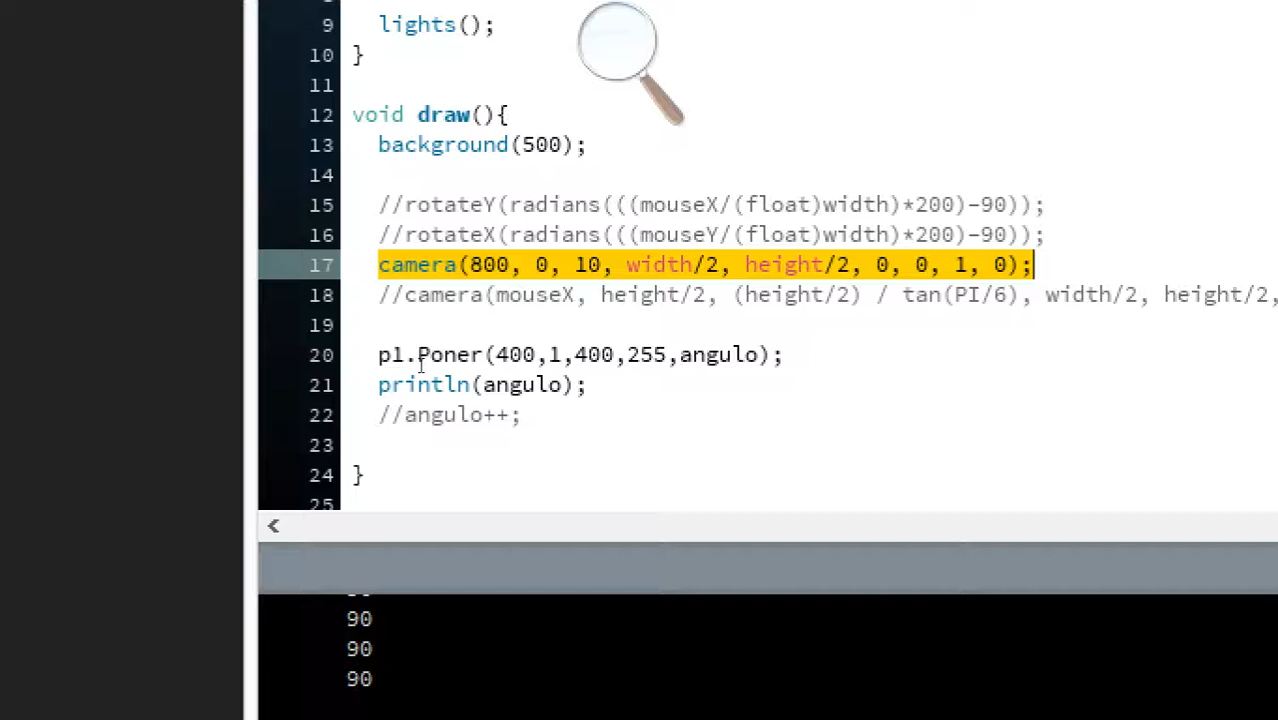 9 lights();
10 }
11
12 void draw(){
13 background(500);
14
15 //rotateY(radians(((mouseX/(float)width)*200)-90));
16 //rotateX(radians(((mouseY/(float)width)*200)-90));
17 camera(800, 0, 10, width/2, height/2, 0, 0, 1, 0);
18 //camera(mouseX, height/2, (height/2) / tan(PI/6), width/2, height/2,
19
20 p1.Poner(400,1,400,255,angulo);
21 println(angulo);
22 //angulo++;
23
24 }
25
90
90
90